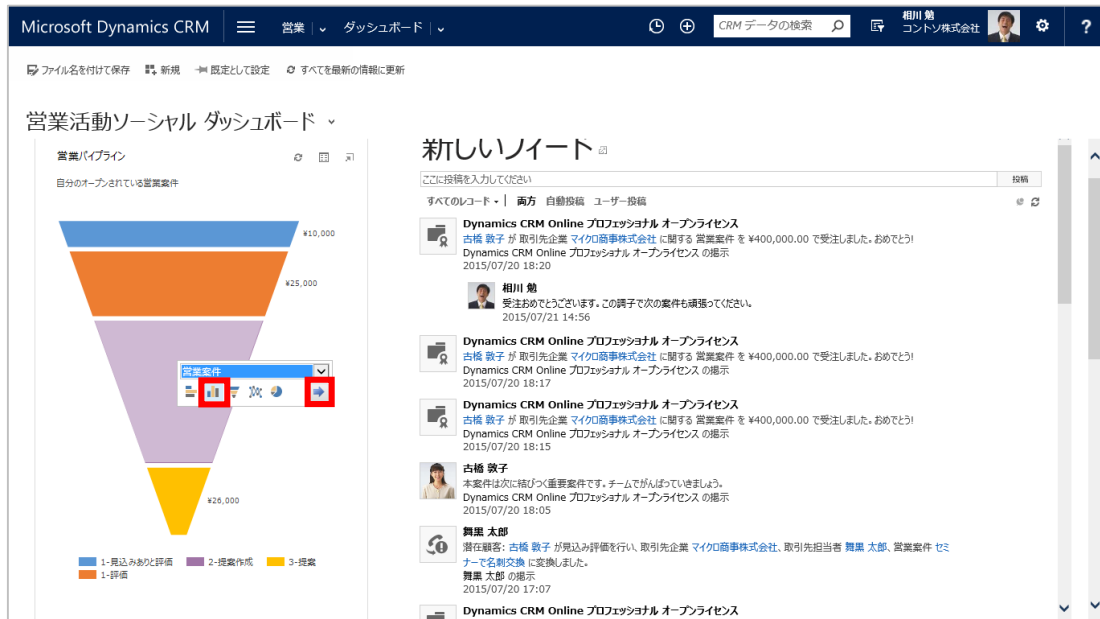 Microsoft Dynamics CRM
営業
ダッシュボード
CRM データの検索
相川 勉
コントソ株式会社
?
ファイル名を付けて保存 新規 既定として設定 すべてを最新の情報に更新
営業活動ソーシャル ダッシュボード
営業パイプライン
自分のオープンされている営業案件
¥10,000
¥25,000
営業案件
¥26,000
1-見込みありと評価 2-提案作成 3-提案
1-評価
ここに投稿を入力してください
投稿
すべてのレコード 両方 自動投稿 ユーザー投稿
Dynamics CRM Online プロフェッショナル オープンライセンス
古橋 敦子 が 取引先企業 マイクロ商事株式会社 に関する 営業案件 を ¥400,000.00 で受注しました。おめでとう!
Dynamics CRM Online プロフェッショナル オープンライセンス の掲示
2015/07/20 18:20
相川 勉
受注おめでとうございます。この調子で次の案件も頑張ってください。
2015/07/21 14:56
Dynamics CRM Online プロフェッショナル オープンライセンス
古橋 敦子 が 取引先企業 マイクロ商事株式会社 に関する 営業案件 を ¥400,000.00 で受注しました。おめでとう!
Dynamics CRM Online プロフェッショナル オープンライセンス の掲示
2015/07/20 18:17
Dynamics CRM Online プロフェッショナル オープンライセンス
古橋 敦子 が 取引先企業 マイクロ商事株式会社 に関する 営業案件 を ¥400,000.00 で受注しました。おめでとう!
Dynamics CRM Online プロフェッショナル オープンライセンス の掲示
2015/07/20 18:15
古橋 敦子
本案件は次に結びつく重要案件です。チームでがんばっていきましょう。
Dynamics CRM Online プロフェッショナル オープンライセンス の掲示
2015/07/20 18:05
舞黒 太郎
潜在顧客: 古橋 敦子 が見込み評価を行い、取引先企業 マイクロ商事株式会社、取引先担当者 舞黒 太郎、営業案件 セミ
ナーで名刺交換 に変換しました。
舞黒 太郎 の掲示
2015/07/20 17:07
Dynamics CRM Online プロフェッショナル オープンライセンス